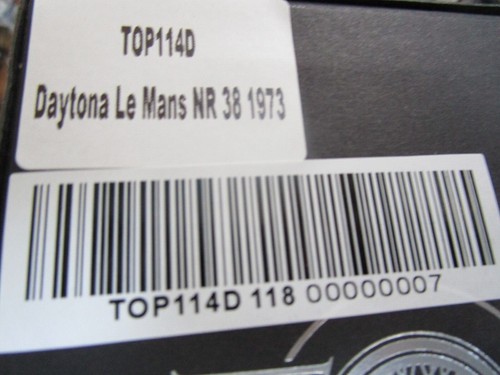 TOP114D
Daytona Le Mans NR 38 1973
TOP114D 118 00000007